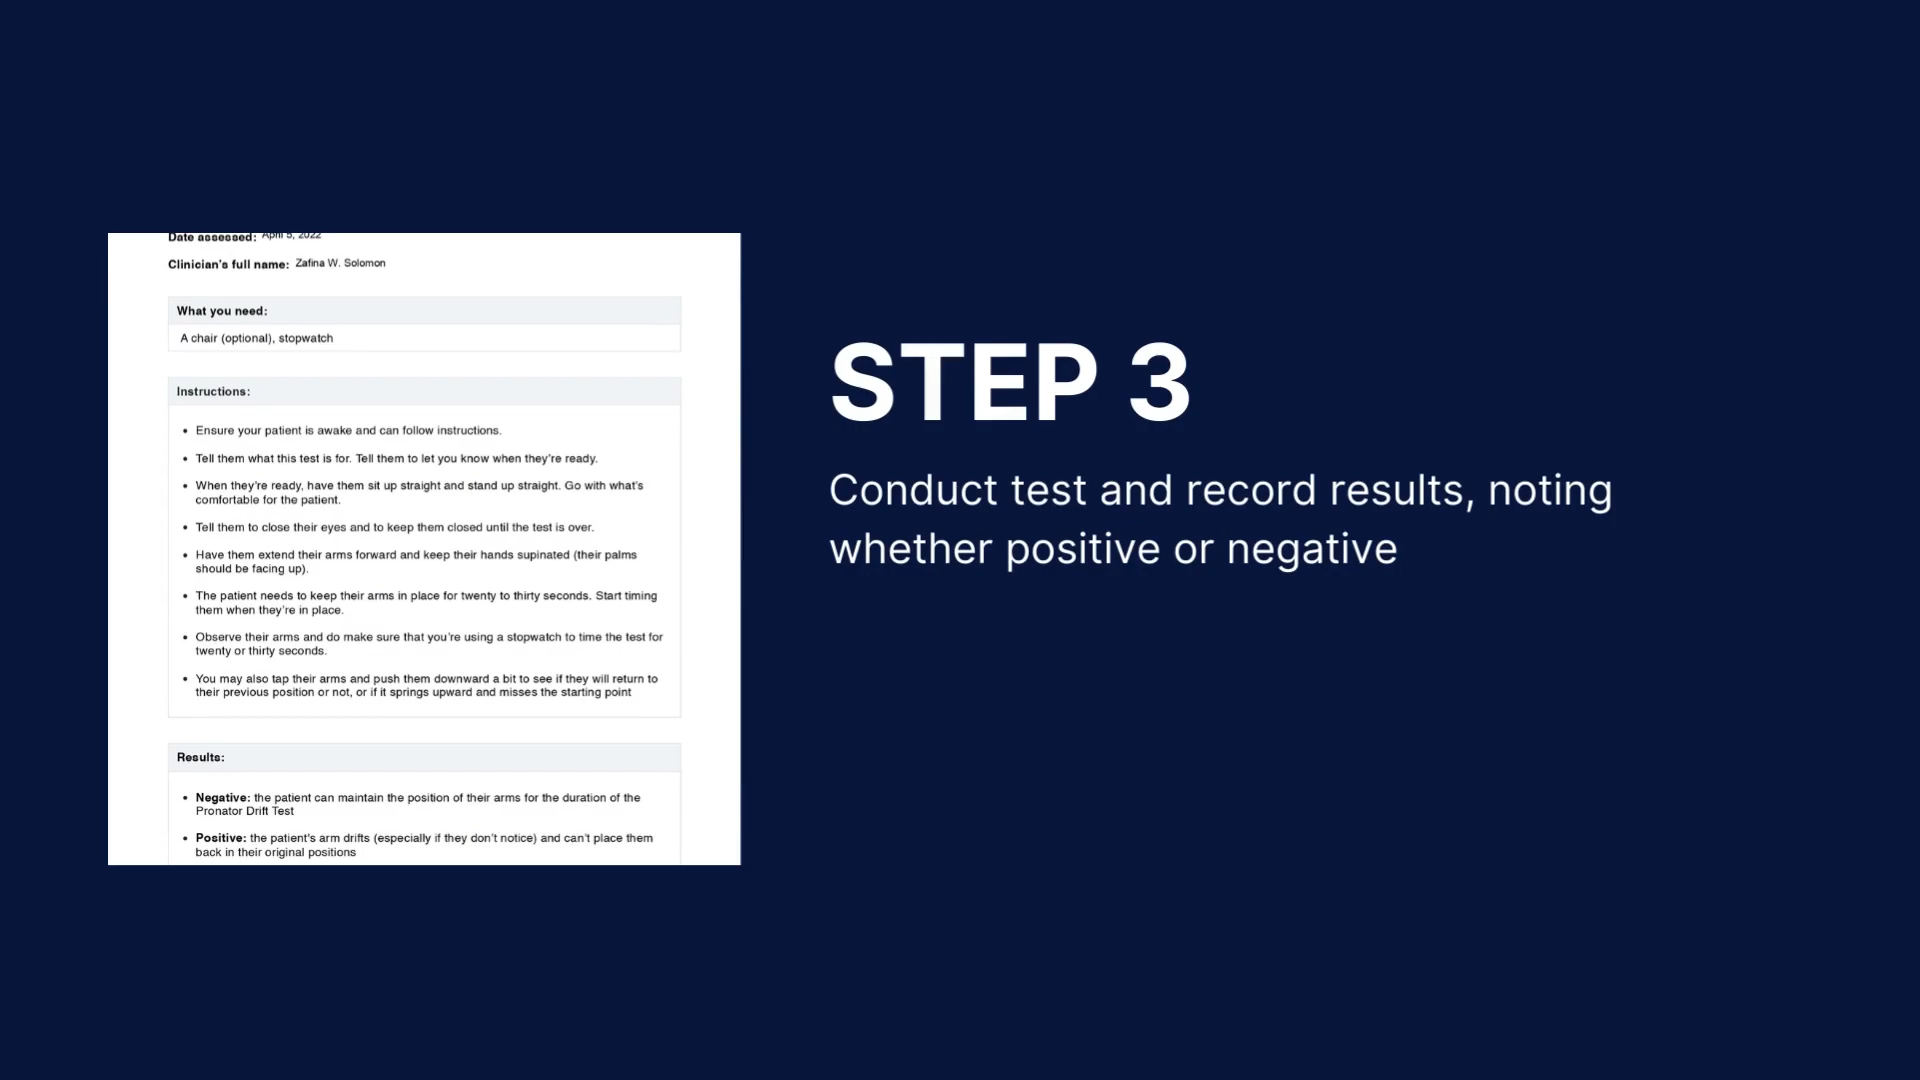 Date assessed: April 5, 2022
Clinician's full name: Zafina W. Solomon
What you need:
A chair (optional), stopwatch
Instructions:
• Ensure your patient is awake and can follow instructions.
• Tell them what this test is for. Tell them to let you know when they're ready.
• When they're ready, have them sit up straight and stand up straight. Go with what's
comfortable for the patient.
• Tell them to close their eyes and to keep them closed until the test is over.
• Have them extend their arms forward and keep their hands supinated (their palms
should be facing up).
• The patient needs to keep their arms in place for twenty to thirty seconds. Start timing
them when they're in place.
• Observe their arms and do make sure that you're using a stopwatch to time the test for
twenty or thirty seconds.
• You may also tap their arms and push them downward a bit to see if they will return to
their previous position or not, or if it springs upward and misses the starting point
Results:
• Negative: the patient can maintain the position of their arms for the duration of the
Pronator Drift Test
• Positive: the patient's arm drifts (especially if they don't notice) and can't place them
back in their original positions
STEP 3
Conduct test and record results, noting
whether positive or negative